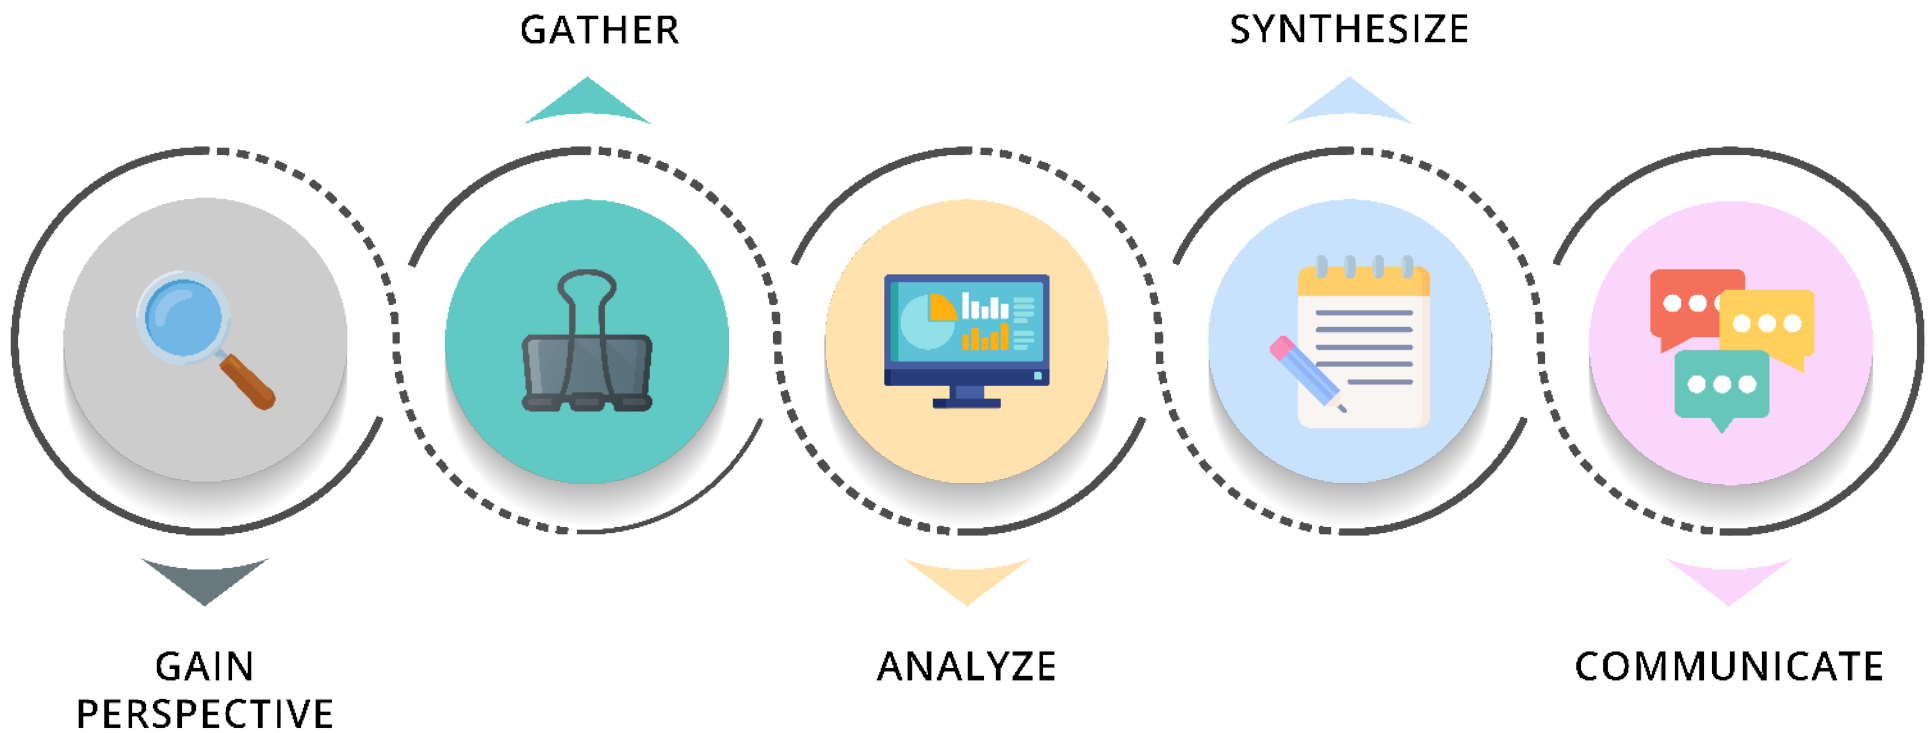 GAIN
PERSPECTIVE
GATHER
ANALYZE
SYNTHESIZE
COMMUNICATE